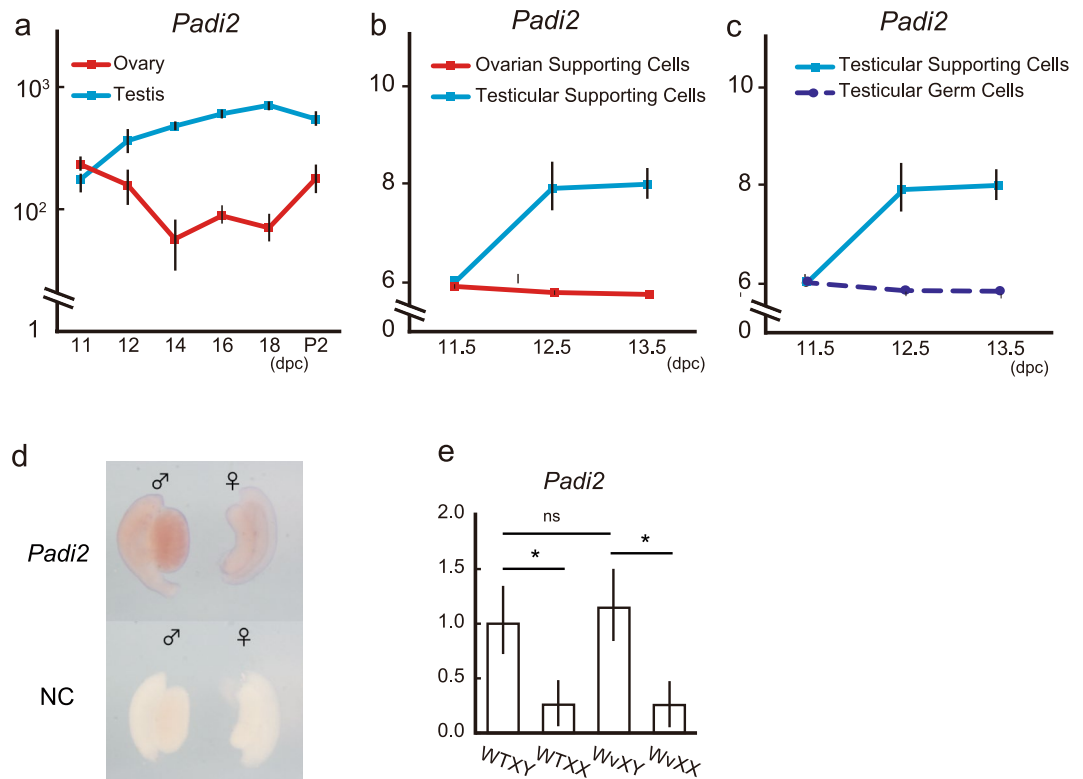 a
Padi2
Ovary
Testis
10³
10²
1
11 12 14 16 18 P2
(dpc)
b
Padi2
Ovarian Supporting Cells
Testicular Supporting Cells
10
8
6
0
11.5 12.5 13.5
c
Padi2
Testicular Supporting Cells
Testicular Germ Cells
10
8
6
0
11.5 12.5 13.5
(dpc)
d
♂ ♀
Padi2
♂ ♀
NC
e
Padi2
2.0
1.5
1.0
0.5
0.0
ns
* *
WTXY WTXX WvXY WvXX